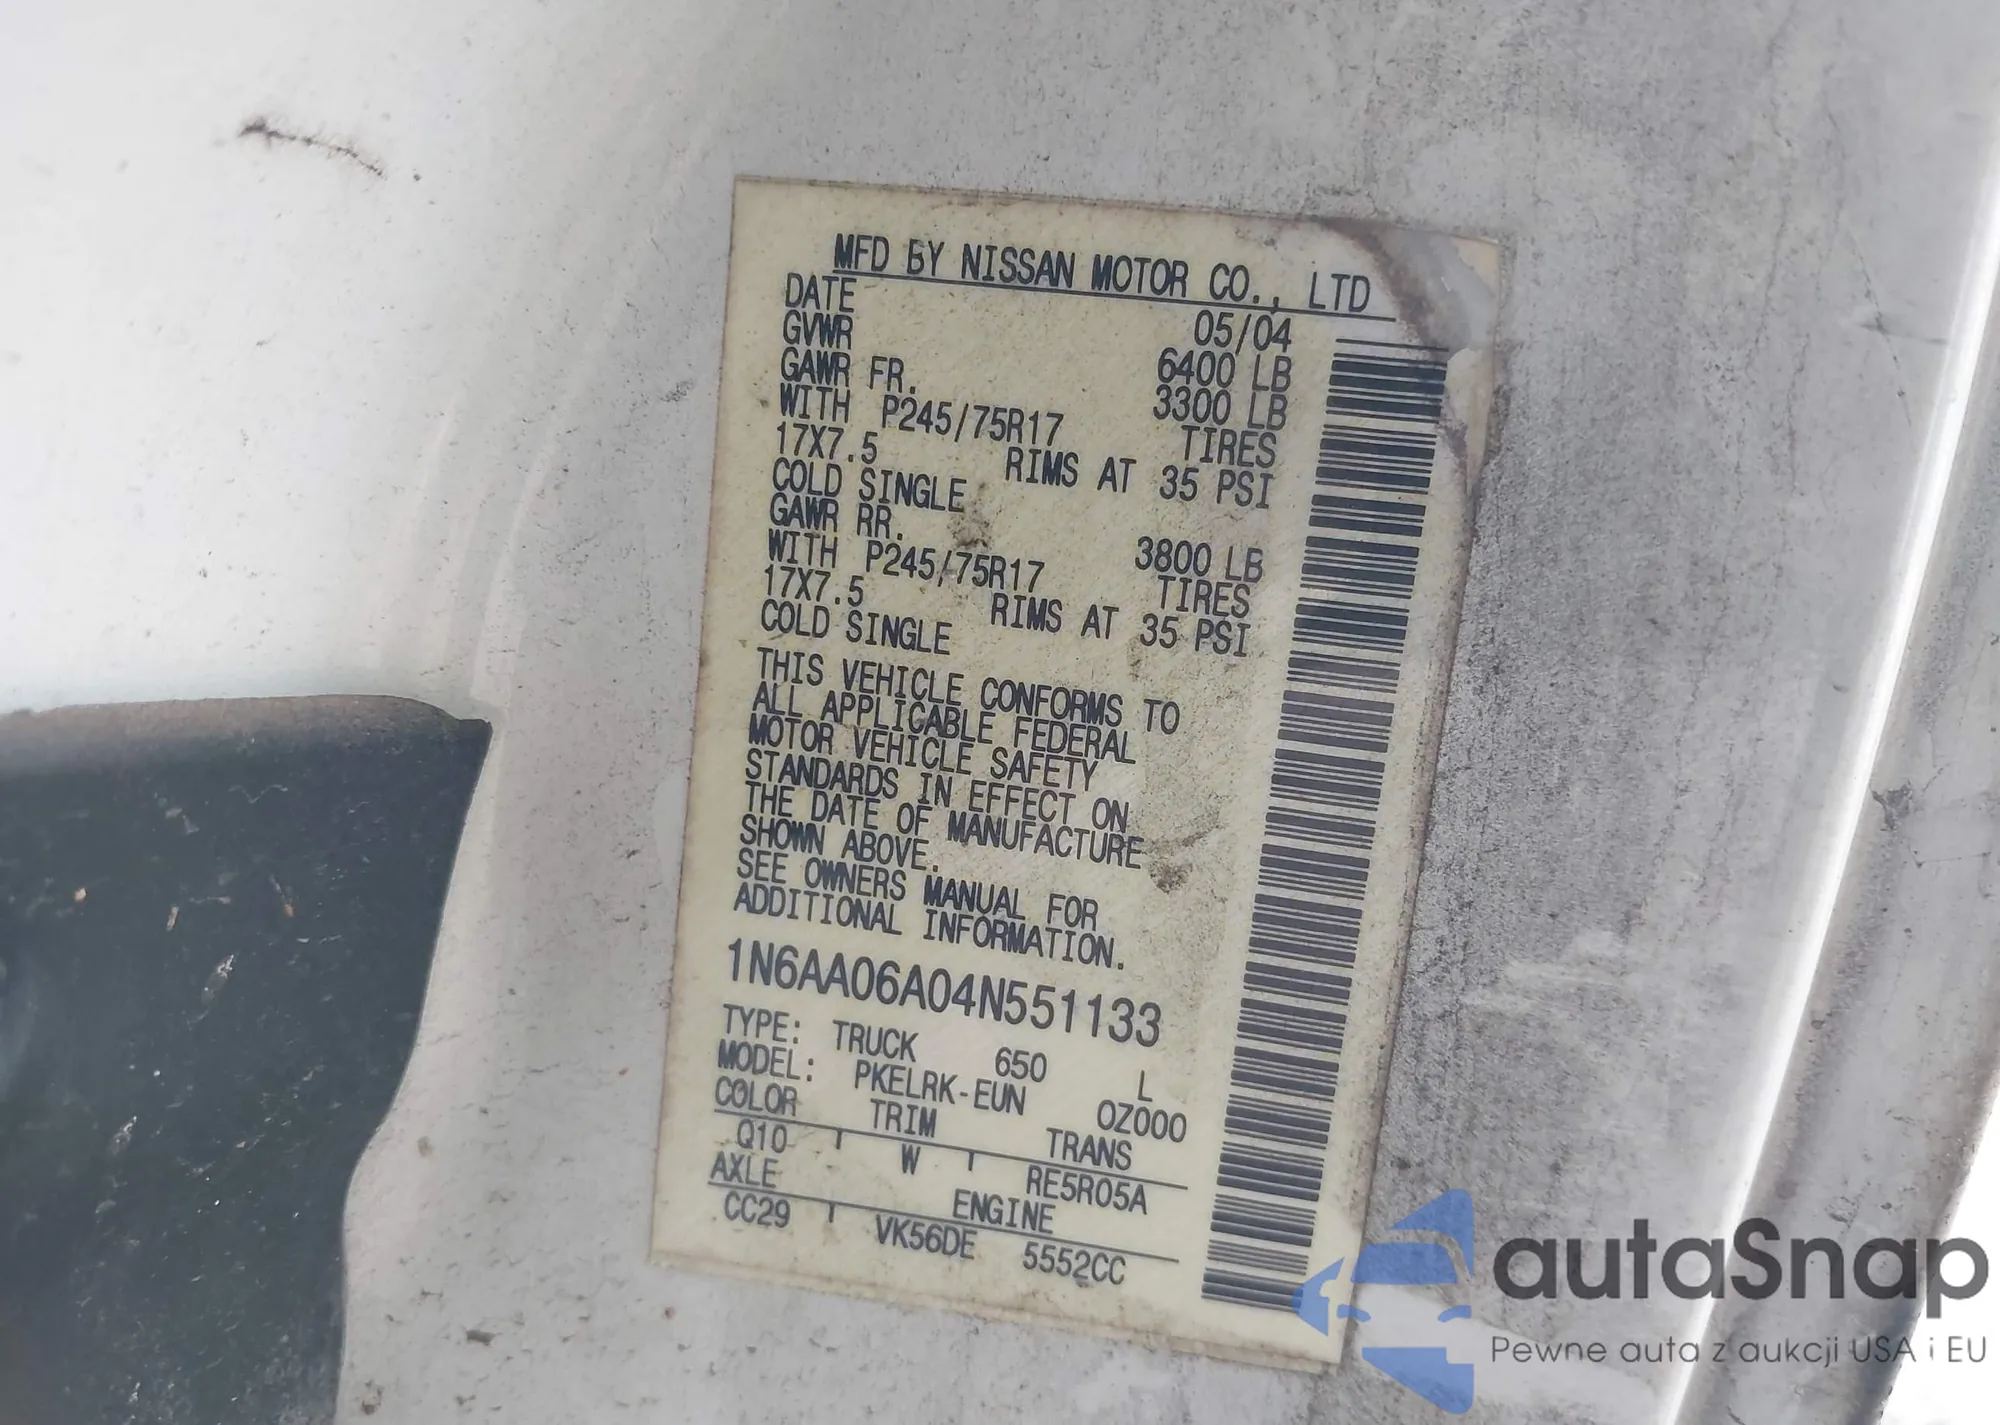 MFD BY NISSAN MOTOR CO., LTD
DATE 05/04
GVWR 6400 LB
GAWR FR. 3300 LB
WITH P245/75R17 TIRES
17X7.5 RIMS AT 35 PSI
COLD SINGLE
GAWR RR. 3800 LB
WITH P245/75R17 TIRES
17X7.5 RIMS AT 35 PSI
COLD SINGLE
THIS VEHICLE CONFORMS TO
ALL APPLICABLE FEDERAL
MOTOR VEHICLE SAFETY
STANDARDS IN EFFECT ON
THE DATE OF MANUFACTURE
SHOWN ABOVE.
SEE OWNERS MANUAL FOR
ADDITIONAL INFORMATION.
1N6AA06A04N551133
TYPE: TRUCK 650 L
MODEL: PKELRK-EUN 0Z000
COLOR TRIM TRANS
Q10 W RE5R05A
AXLE ENGINE
CC29 VK56DE 5552CC
autaSnap
Pewne auta z aukcji USA i EU